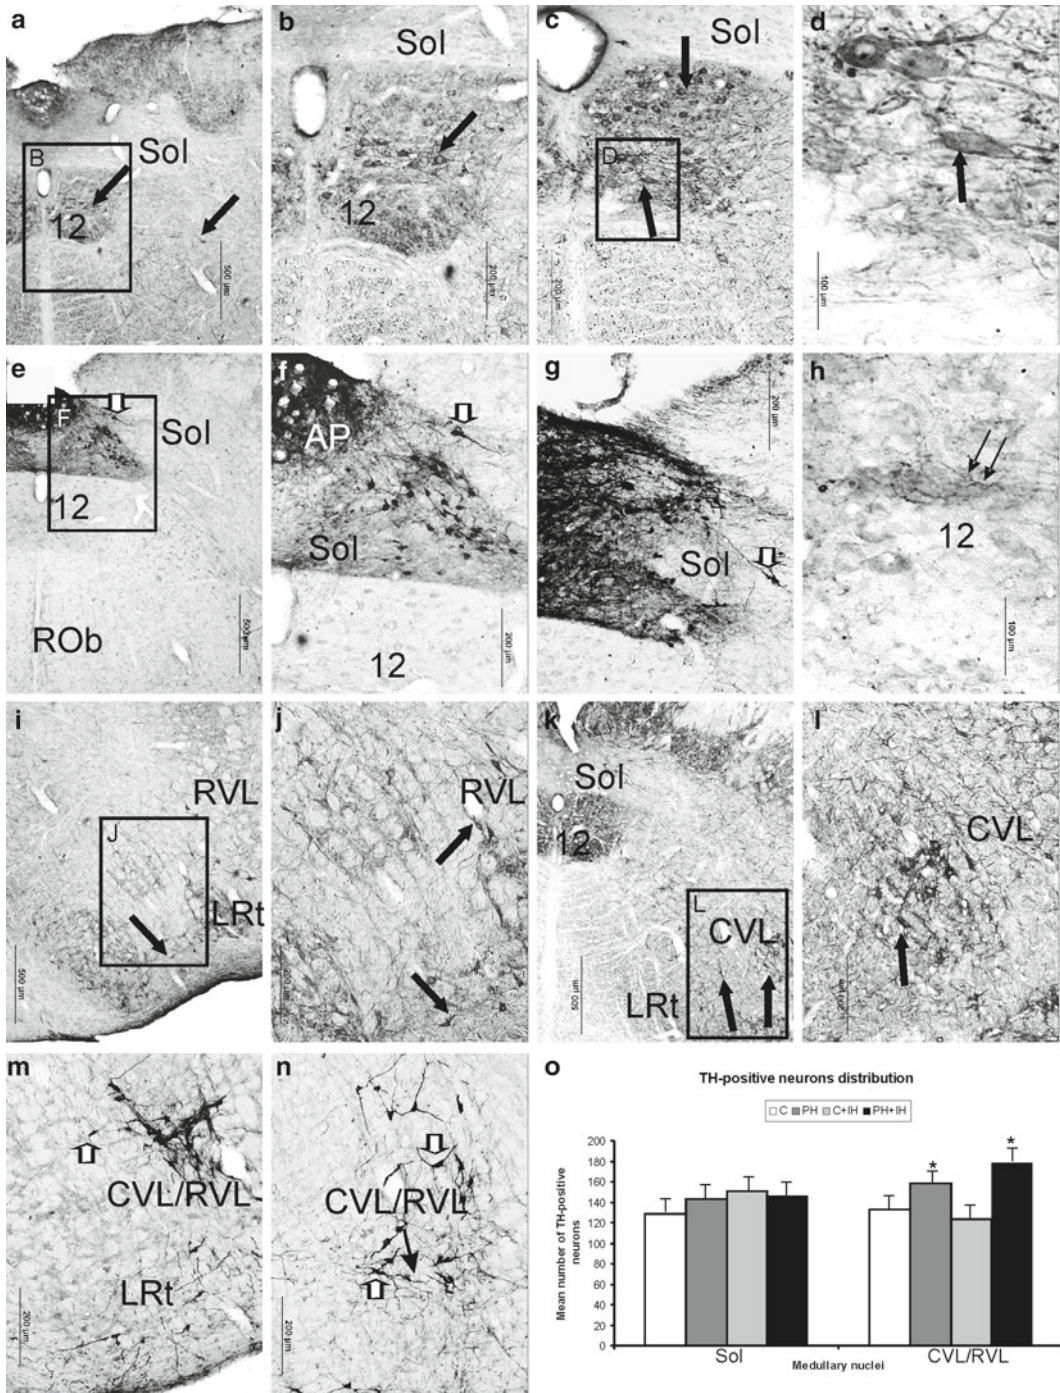 a
b
c
d
Sol
Sol
Sol
B
12
12
D
500 µm
200 µm
200 µm
100 µm
e
f
g
h
F
Sol
12
ROb
500 µm
AP
Sol
12
200 µm
200 µm
Sol
12
100 µm
i
j
k
l
RVL
J
LRt
500 µm
RVL
200 µm
Sol
12
L
CVL
LRt
500 µm
CVL
m
n
o
CVL/RVL
LRt
200 µm
CVL/RVL
200 µm
TH-positive neurons distribution
C PH C+IH PH+IH
Mean number of TH-positive
neurons
200
180
160
140
120
100
80
60
40
20
0
*
*
Sol
CVL/RVL
Medullary nuclei